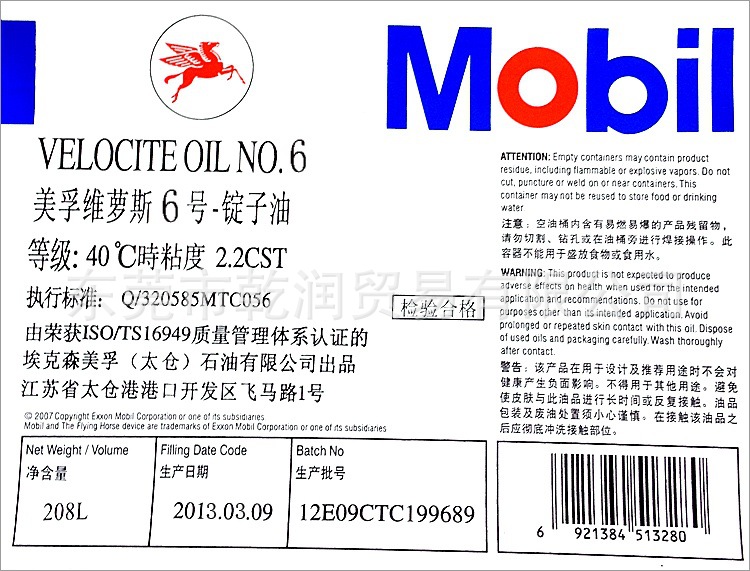 Mobil
VELOCITE OIL NO.6
美孚维萝斯 6 号-锭子油
等级: 40℃時粘度 2.2CST
执行标准: Q/320585MTC056
检验合格
由荣获ISO/TS16949质量管理体系认证的
埃克森美孚（太仓）石油有限公司出品
江苏省太仓港港口开发区飞马路1号
© 2007 Copyright Exxon Mobil Corporation or one of its subsidiaries
Mobil and The Flying Horse device are trademarks of Exxon Mobil Corporation or one of its subsidiaries
ATTENTION: Empty containers may contain product
residue, including flammable or explosive vapors. Do not
cut, puncture or weld on or near containers. This
container may not be reused to store food or drinking
water
注意: 空油桶内含有易燃易爆的产品残留物,
请勿切割、钻孔或在油桶旁进行焊接操作。此
容器不能用于盛放食物或食用水。
WARNING: This product is not expected to produce
adverse effects on health when used for the intended
application and recommendations. Do not use for
purposes other than its intended application. Avoid
prolonged or repeated skin contact with this oil. Dispose
of used oils and packaging carefully. Wash thoroughly
after contact.
警告: 该产品在用于设计及推荐用途时不会对
健康产生负面影响。不得用于其他用途。避免
使皮肤与此油品进行长时间或反复接触。油品
包装及废油处置须小心谨慎。在接触该油品之
后应彻底冲洗接触部位。
Net Weight / Volume
净含量
208L
Filling Date Code
生产日期
2013.03.09
Batch No
生产批号
12E09CTC199689
6 921384 513280
东莞市乾润贸易有限公司